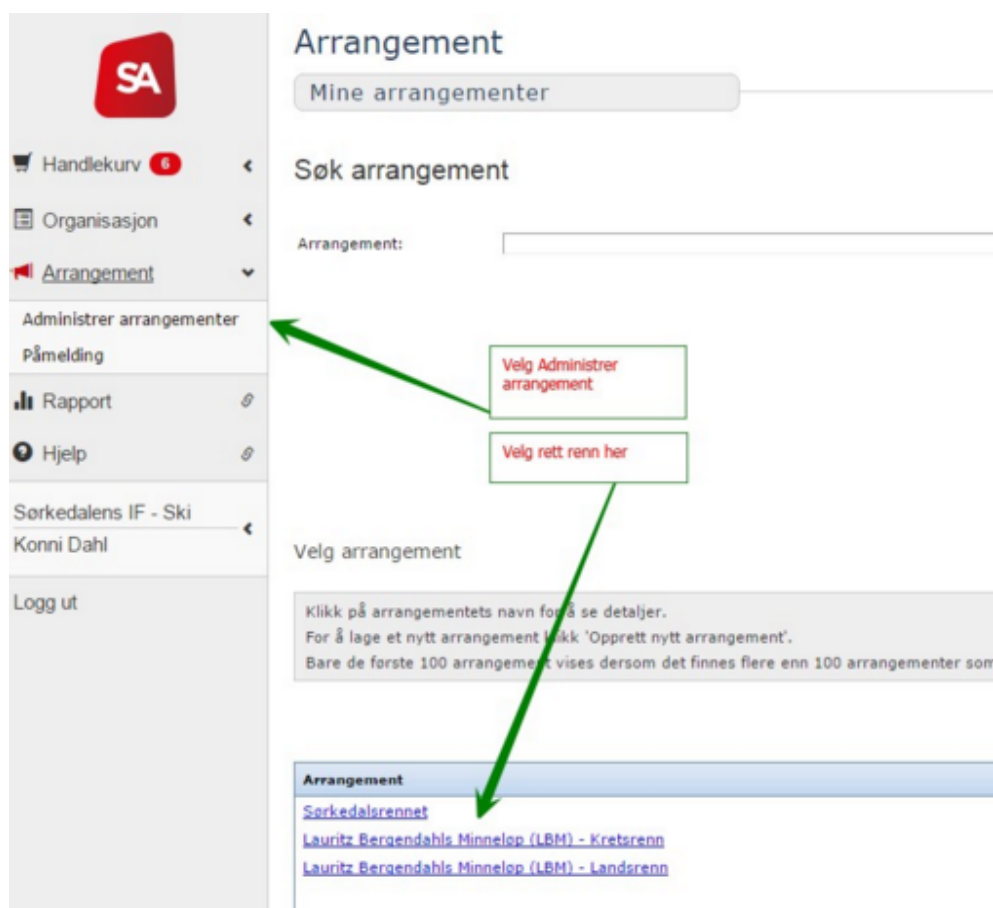 SA
Handlekurv 6
Organisasjon
Arrangement
Administrer arrangementer
Påmelding
Rapport
Hjelp
Sørkedalens IF - Ski
Konni Dahl
Logg ut
Arrangement
Mine arrangementer
Søk arrangement
Arrangement:
Velg Administrer
arrangement
Velg rett renn her
Velg arrangement
Klikk på arrangementets navn for å se detaljer.
For å lage et nytt arrangement klikk 'Opprett nytt arrangement'.
Bare de første 100 arrangement vises dersom det finnes flere enn 100 arrangementer som
Arrangement
Sørkedalsrennet
Lauritz Bergendahls Minneløp (LBM) - Kretsrenn
Lauritz Bergendahls Minneløp (LBM) - Landsrenn